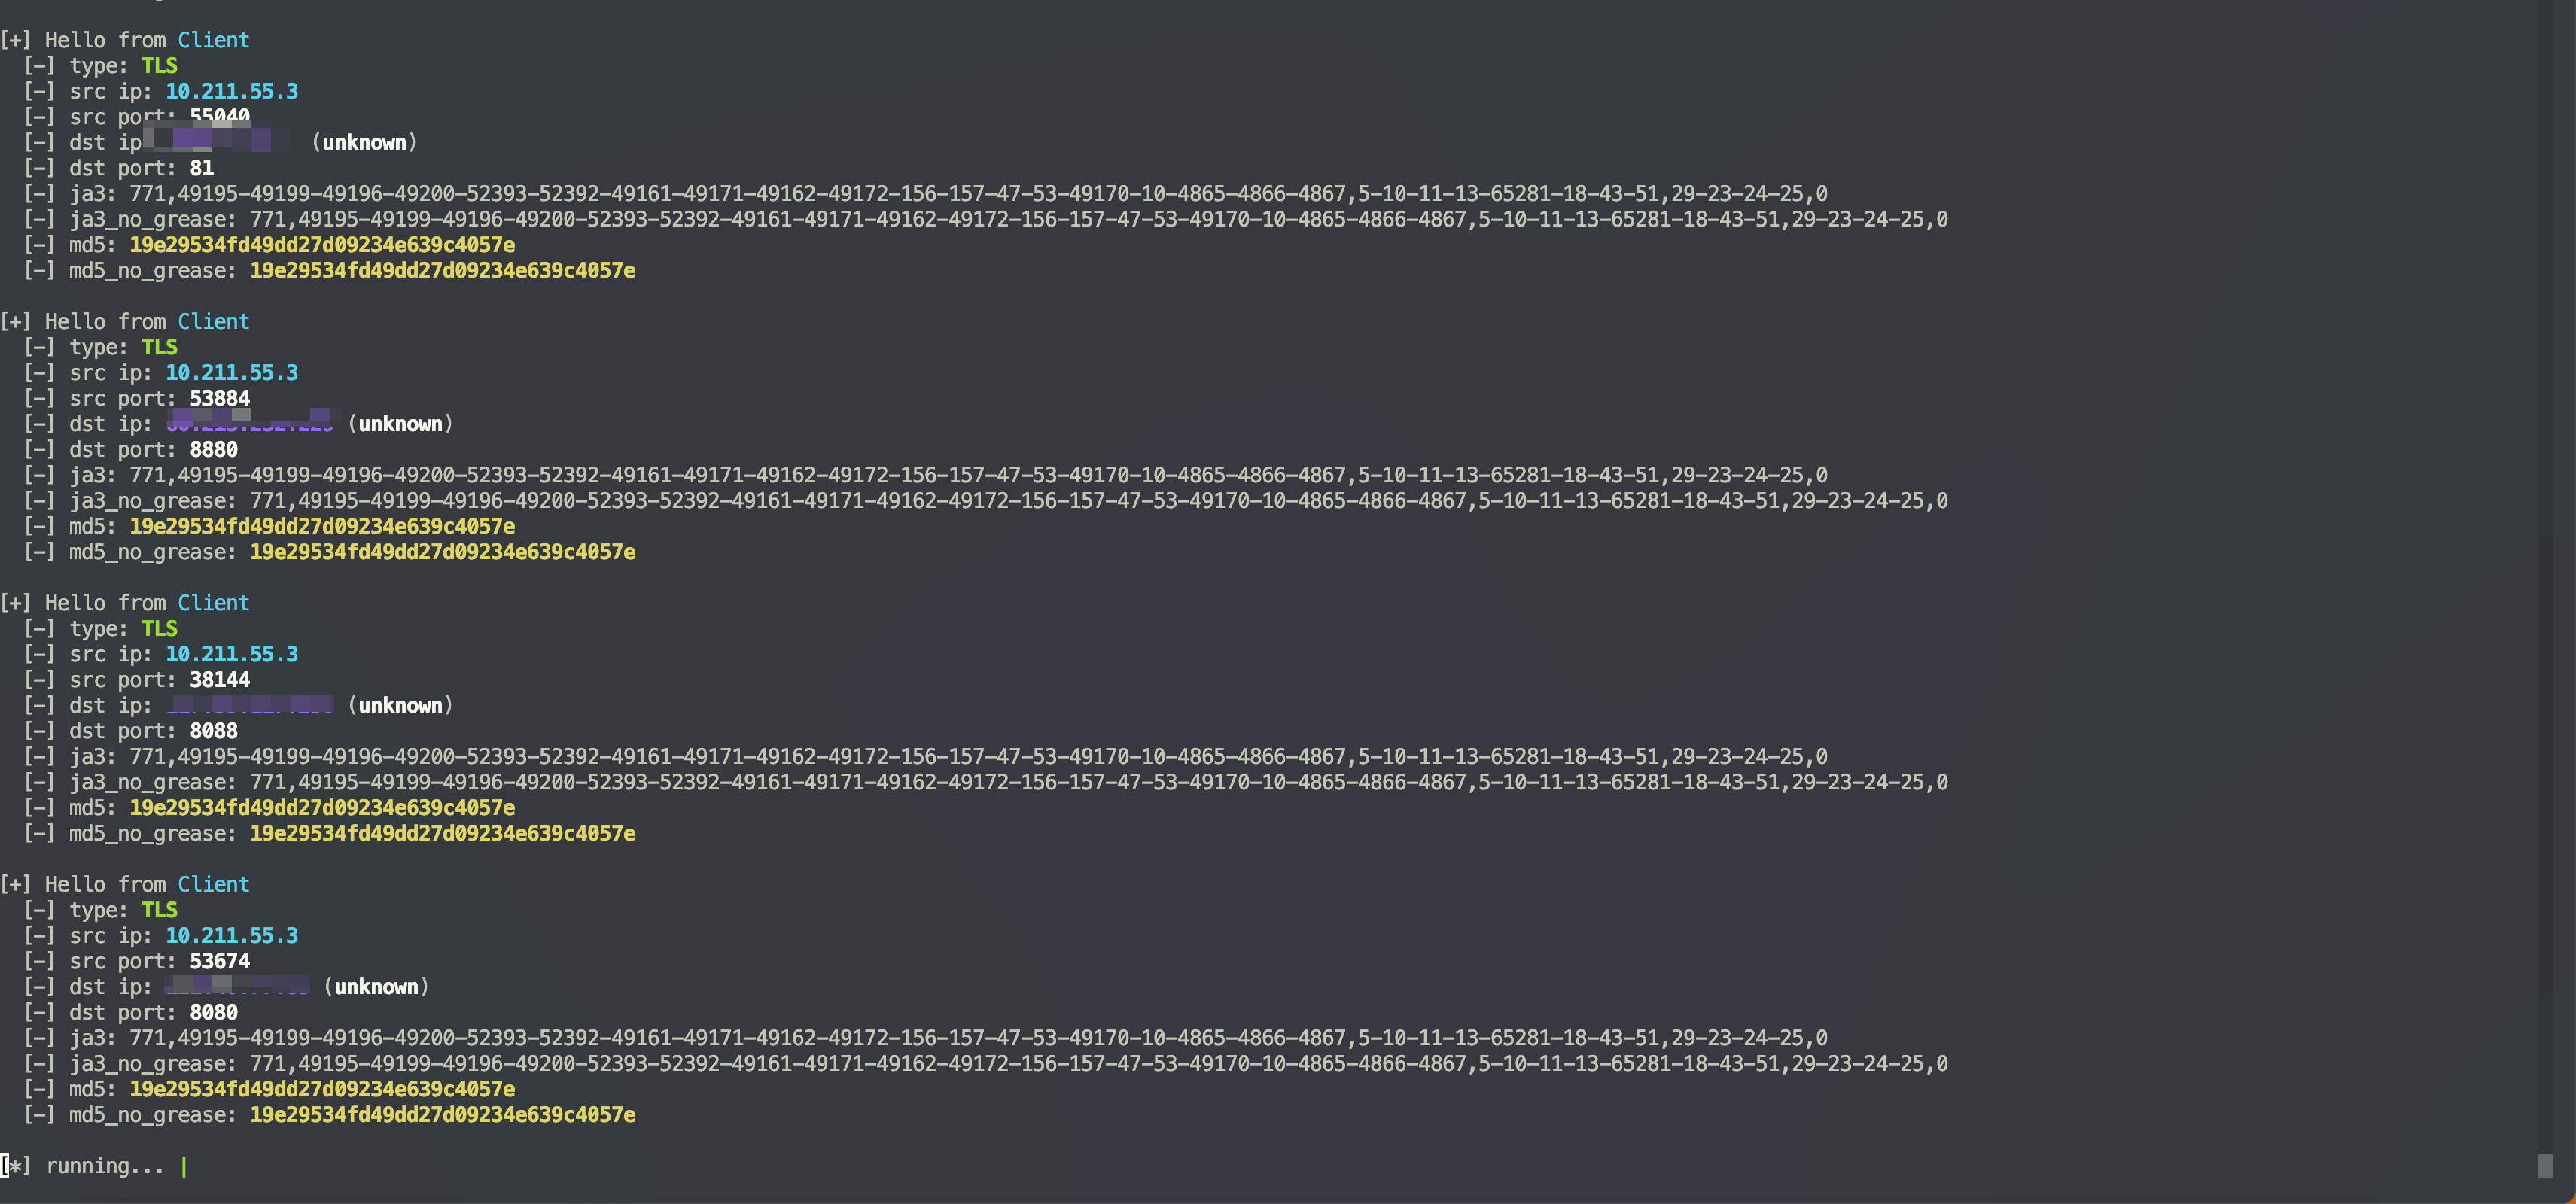 [+] Hello from Client
[-] type: TLS
[-] src ip: 10.211.55.3
[-] src port: 55040
[-] dst ip (unknown)
[-] dst port: 81
[-] ja3: 771,49195-49199-49196-49200-52393-52392-49161-49171-49162-49172-156-157-47-53-49170-10-4865-4866-4867,5-10-11-13-65281-18-43-51,29-23-24-25,0
[-] ja3_no_grease: 771,49195-49199-49196-49200-52393-52392-49161-49171-49162-49172-156-157-47-53-49170-10-4865-4866-4867,5-10-11-13-65281-18-43-51,29-23-24-25,0
[-] md5: 19e29534fd49dd27d09234e639c4057e
[-] md5_no_grease: 19e29534fd49dd27d09234e639c4057e
[+] Hello from Client
[-] type: TLS
[-] src ip: 10.211.55.3
[-] src port: 53884
[-] dst ip: (unknown)
[-] dst port: 8880
[-] ja3: 771,49195-49199-49196-49200-52393-52392-49161-49171-49162-49172-156-157-47-53-49170-10-4865-4866-4867,5-10-11-13-65281-18-43-51,29-23-24-25,0
[-] ja3_no_grease: 771,49195-49199-49196-49200-52393-52392-49161-49171-49162-49172-156-157-47-53-49170-10-4865-4866-4867,5-10-11-13-65281-18-43-51,29-23-24-25,0
[-] md5: 19e29534fd49dd27d09234e639c4057e
[-] md5_no_grease: 19e29534fd49dd27d09234e639c4057e
[+] Hello from Client
[-] type: TLS
[-] src ip: 10.211.55.3
[-] src port: 38144
[-] dst ip: (unknown)
[-] dst port: 8088
[-] ja3: 771,49195-49199-49196-49200-52393-52392-49161-49171-49162-49172-156-157-47-53-49170-10-4865-4866-4867,5-10-11-13-65281-18-43-51,29-23-24-25,0
[-] ja3_no_grease: 771,49195-49199-49196-49200-52393-52392-49161-49171-49162-49172-156-157-47-53-49170-10-4865-4866-4867,5-10-11-13-65281-18-43-51,29-23-24-25,0
[-] md5: 19e29534fd49dd27d09234e639c4057e
[-] md5_no_grease: 19e29534fd49dd27d09234e639c4057e
[+] Hello from Client
[-] type: TLS
[-] src ip: 10.211.55.3
[-] src port: 53674
[-] dst ip: (unknown)
[-] dst port: 8080
[-] ja3: 771,49195-49199-49196-49200-52393-52392-49161-49171-49162-49172-156-157-47-53-49170-10-4865-4866-4867,5-10-11-13-65281-18-43-51,29-23-24-25,0
[-] ja3_no_grease: 771,49195-49199-49196-49200-52393-52392-49161-49171-49162-49172-156-157-47-53-49170-10-4865-4866-4867,5-10-11-13-65281-18-43-51,29-23-24-25,0
[-] md5: 19e29534fd49dd27d09234e639c4057e
[-] md5_no_grease: 19e29534fd49dd27d09234e639c4057e
[*] running... |